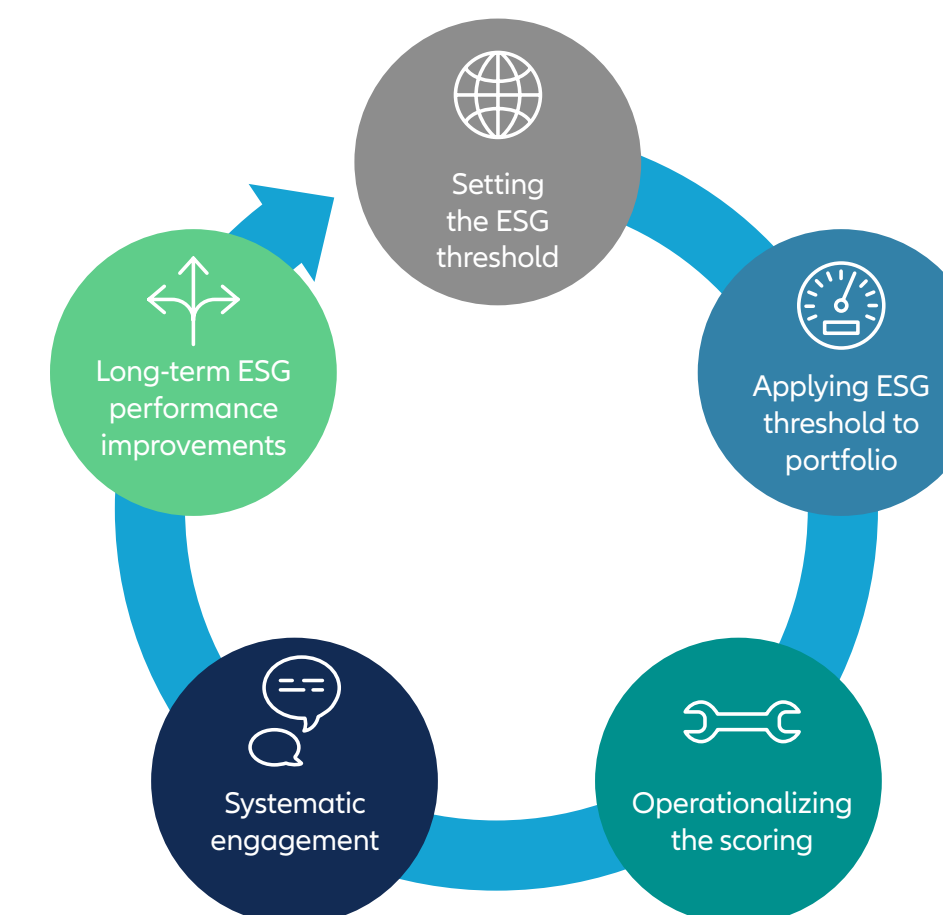 Setting
the ESG
threshold
Applying ESG
threshold to
portfolio
Operationalizing
the scoring
Systematic
engagement
Long-term ESG
performance
improvements